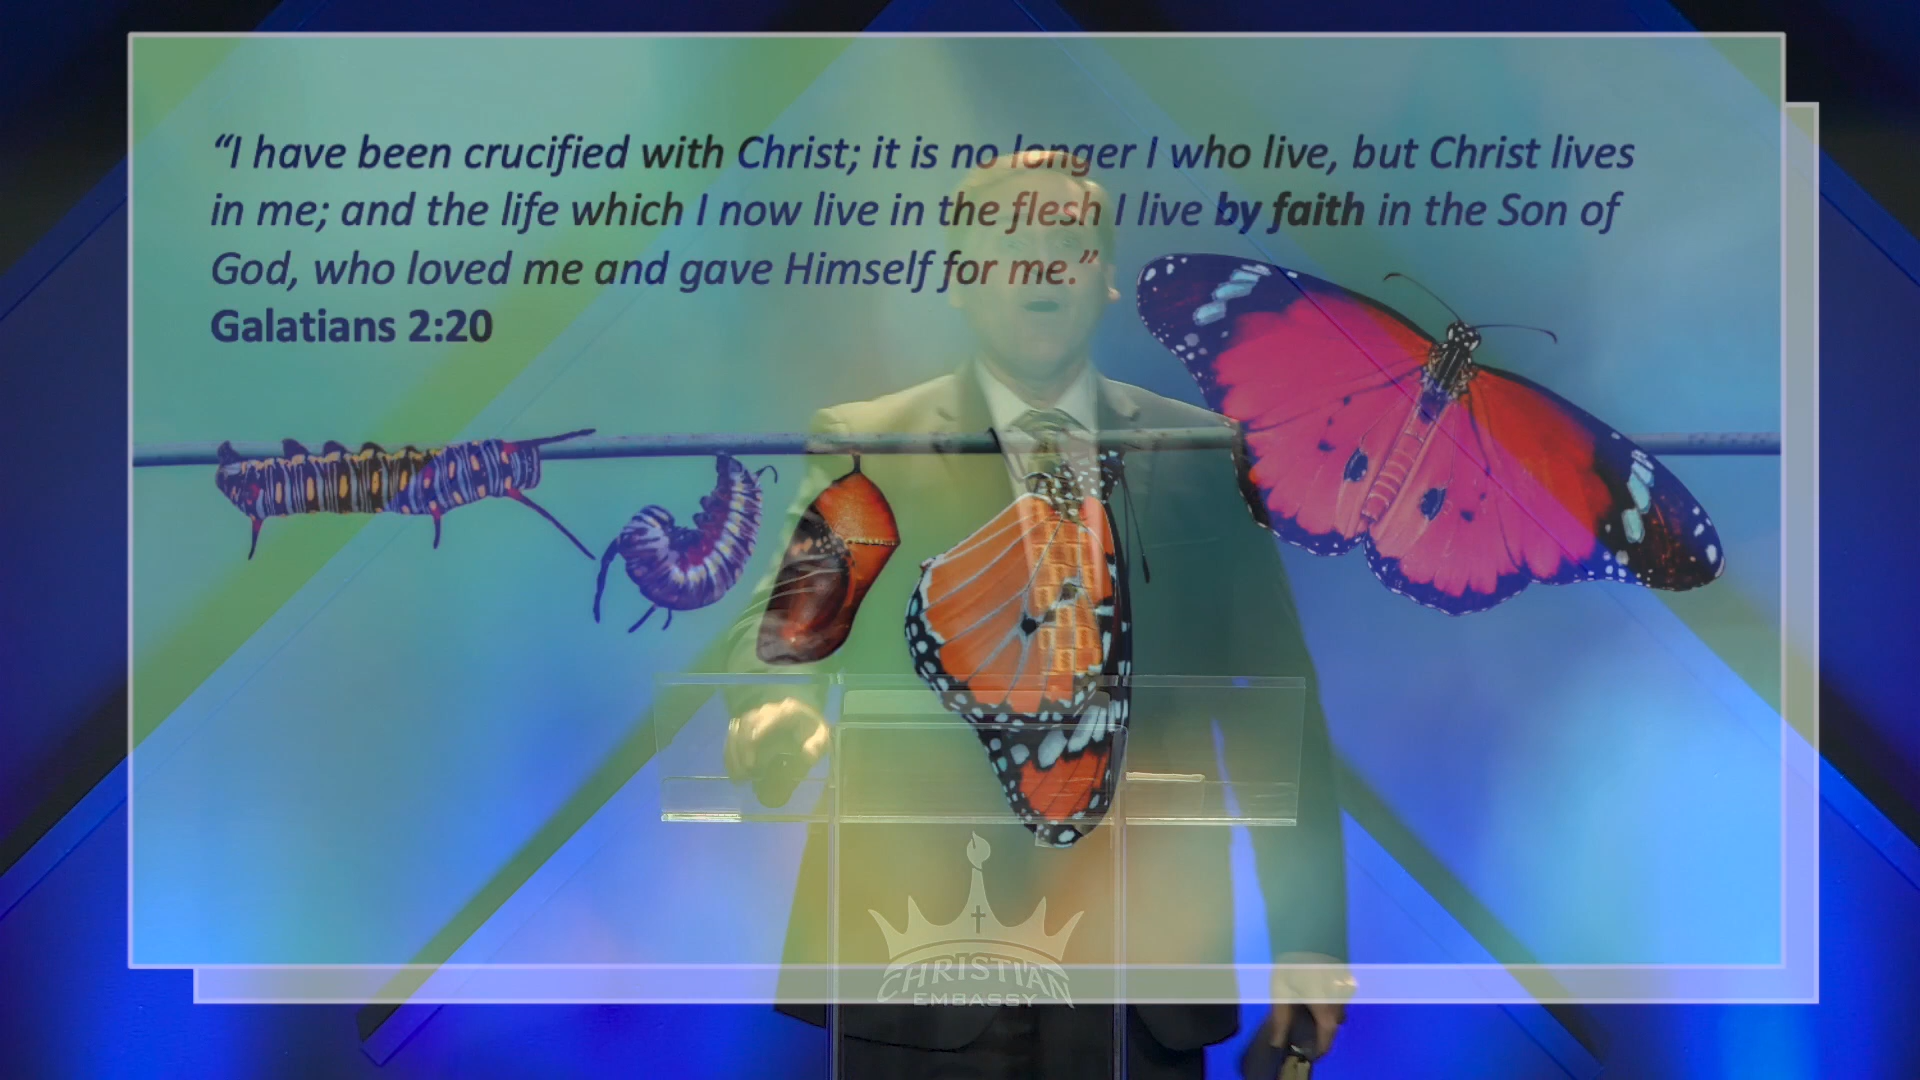 “I have been crucified with Christ; it is no longer I who live, but Christ lives
in me; and the life which I now live in the flesh I live by faith in the Son of
God, who loved me and gave Himself for me.”
Galatians 2:20
CHRISTIAN
EMBASSY